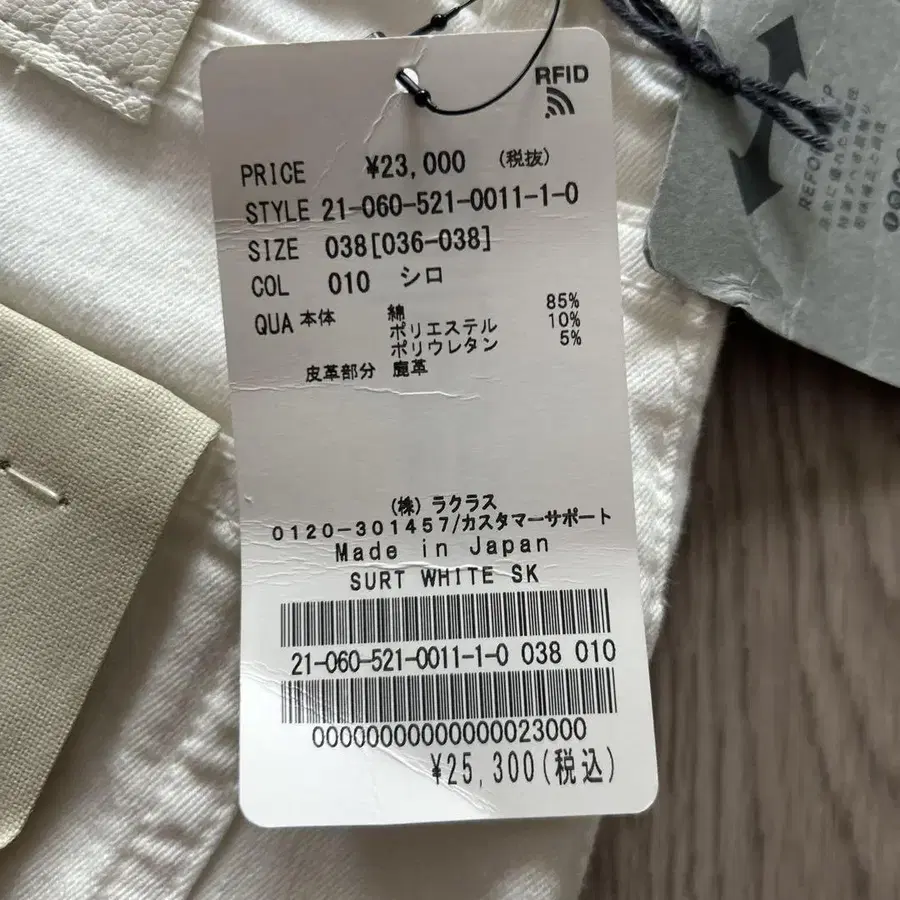 RFID
PRICE ¥23,000 (税抜)
STYLE 21-060-521-0011-1-0
SIZE 038[036-038]
COL 010 シロ
QUA 本体 綿 85%
ポリエステル 10%
ポリウレタン 5%
皮革部分 鹿革
(株) ラクラス
0120-301457/カスタマーサポート
Made in Japan
SURT WHITE SK
21-060-521-0011-1-0 038 010
00000000000000023000
¥25,300(税込)